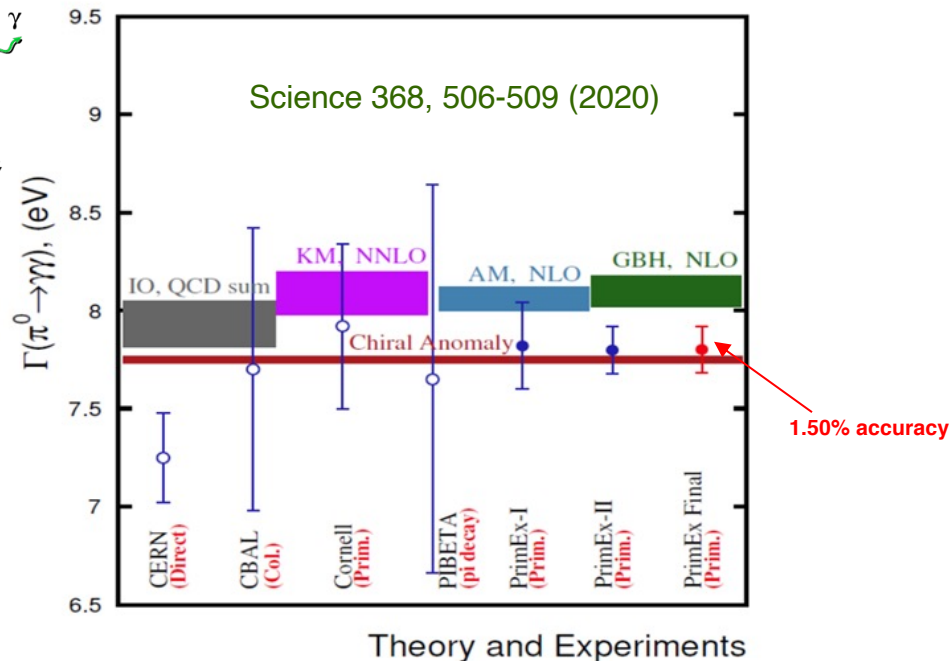 γ
Science 368, 506-509 (2020)
Γ(π⁰→γγ), (eV)
9.5
9
8.5
8
7.5
7
6.5
IO, QCD sum
KM, NNLO
AM, NLO
GBH, NLO
Chiral Anomaly
1.50% accuracy
CERN
(Direct)
CBAL
(Col.)
Cornell
(Prim.)
PIBETA
(pi decay)
PrimEx-I
(Prim.)
PrimEx-II
(Prim.)
PrimEx Final
(Prim.)
Theory and Experiments